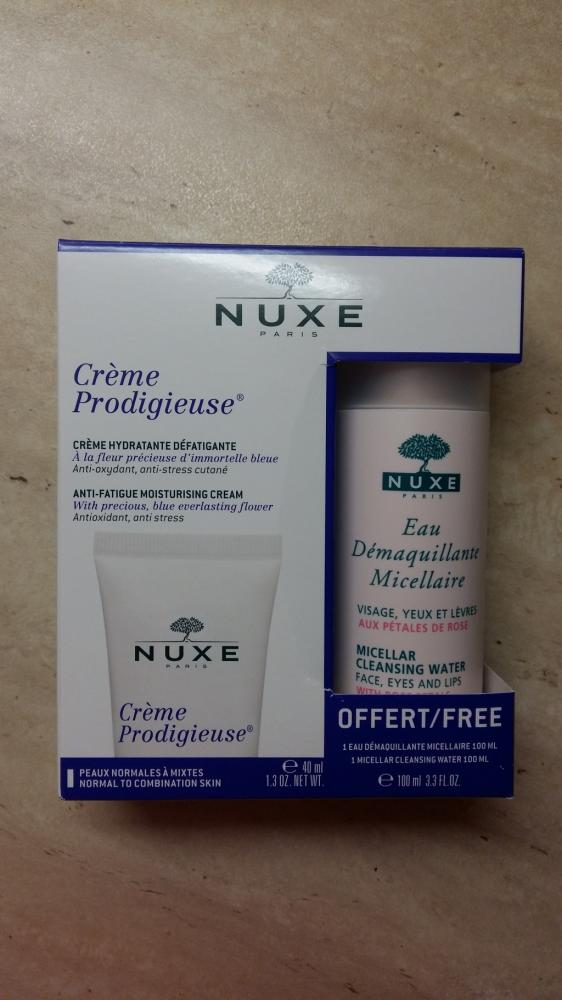 NUXE
PARIS
Crème
Prodigieuse®
CRÈME HYDRATANTE DÉFATIGANTE
À la fleur précieuse d'immortelle bleue
Anti-oxydant, anti-stress cutané
ANTI-FATIGUE MOISTURISING CREAM
With precious, blue everlasting flower
Antioxidant, anti stress
NUXE
PARIS
Crème
Prodigieuse®
PEAUX NORMALES À MIXTES
NORMAL TO COMBINATION SKIN
℮ 40 ml
1.3 OZ. NET WT.
NUXE
PARIS
Eau
Démaquillante
Micellaire
VISAGE, YEUX ET LÈVRES
AUX PÉTALES DE ROSE
MICELLAR
CLEANSING WATER
FACE, EYES AND LIPS
WITH ROSE PETALS
OFFERT/FREE
1 EAU DÉMAQUILLANTE MICELLAIRE 100 ML
1 MICELLAR CLEANSING WATER 100 ML
℮ 100 ml 3.3 FL.OZ.